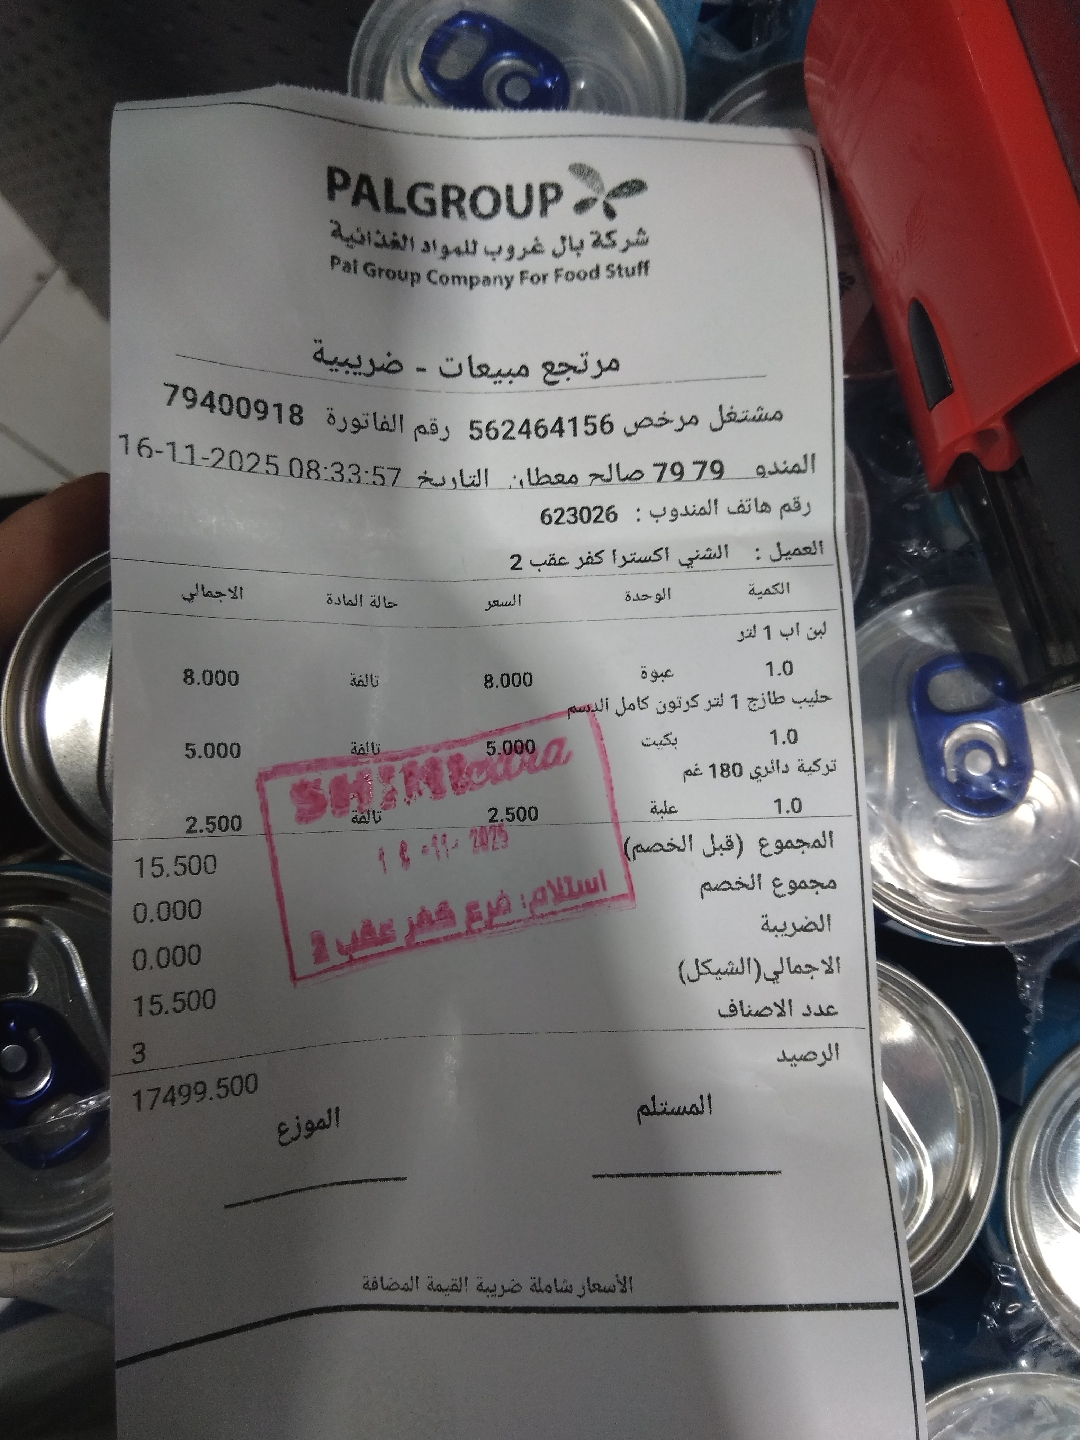 PALGROUP
شركة بال غروب للمواد الغذائية
Pal Group Company For Food Stuff
مرتجع مبيعات - ضريبية
مشتغل مرخص 562464156 رقم الفاتورة 79400918
المندو 79 79 صالح معطان التاريخ 16-11-2025 08:33:57
رقم هاتف المندوب : 623026
العميل : الشني اكسترا كفر عقب 2
الكمية الوحدة السعر حالة المادة الاجمالي
لبن اب 1 لتر
1.0 عبوة 8.000 تالفة 8.000
حليب طازج 1 لتر كرتون كامل الدسم
1.0 بكيت 5.000 تالفة 5.000
تركية دائري 180 غم
1.0 علبة 2.500 تالفة 2.500
المجموع (قبل الخصم) 15.500
مجموع الخصم 0.000
الضريبة 0.000
الاجمالي(الشيكل) 15.500
عدد الاصناف 3
الرصيد 17499.500
11- 2025
استلام: فرع كفر عقب 2
المستلم الموزع
الأسعار شاملة ضريبة القيمة المضافة